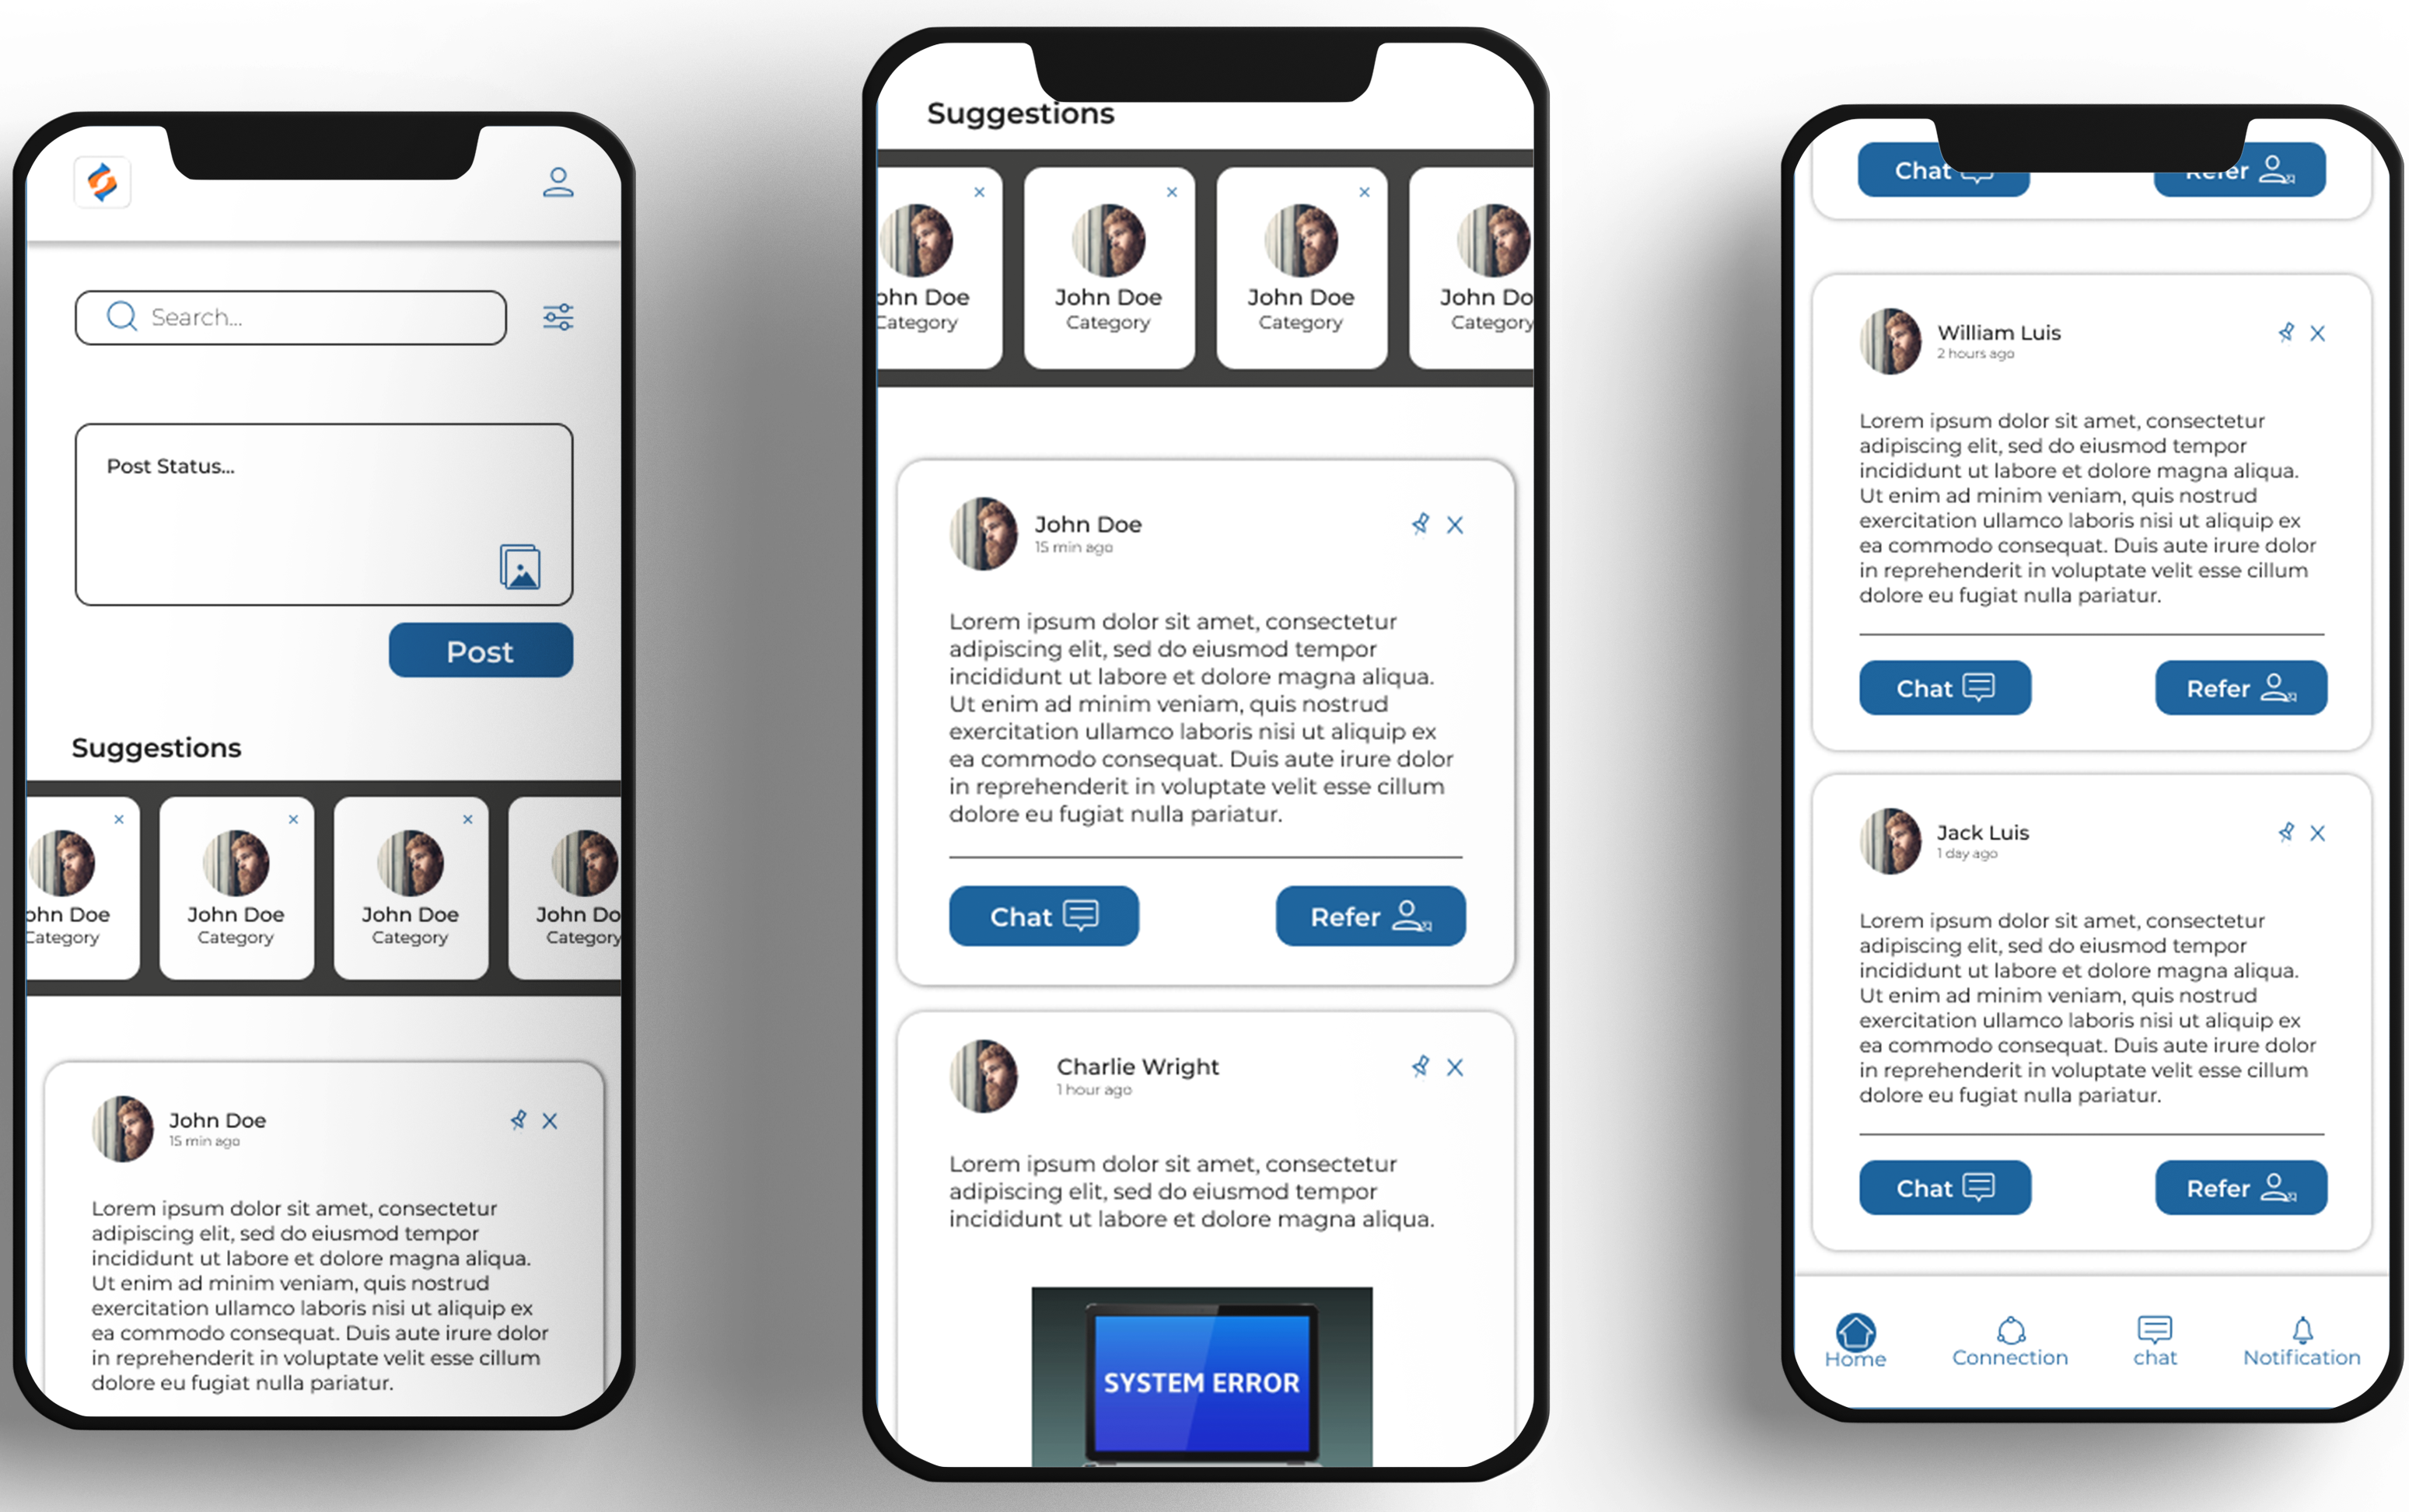 Search...
Post Status...
Post
Suggestions
John Doe
Category
John Doe
Category
John Doe
15 min ago
Lorem ipsum dolor sit amet, consectetur
adipiscing elit, sed do eiusmod tempor
incididunt ut labore et dolore magna aliqua.
Ut enim ad minim veniam, quis nostrud
exercitation ullamco laboris nisi ut aliquip ex
ea commodo consequat. Duis aute irure dolor
in reprehenderit in voluptate velit esse cillum
dolore eu fugiat nulla pariatur.
Suggestions
ohn Doe
Category
John Doe
Category
John Doe
Category
John Do
Category
John Doe
15 min ago
Lorem ipsum dolor sit amet, consectetur
adipiscing elit, sed do eiusmod tempor
incididunt ut labore et dolore magna aliqua.
Ut enim ad minim veniam, quis nostrud
exercitation ullamco laboris nisi ut aliquip ex
ea commodo consequat. Duis aute irure dolor
in reprehenderit in voluptate velit esse cillum
dolore eu fugiat nulla pariatur.
Chat
Refer
Charlie Wright
1 hour ago
Lorem ipsum dolor sit amet, consectetur
adipiscing elit, sed do eiusmod tempor
incididunt ut labore et dolore magna aliqua.
SYSTEM ERROR
Chat
Refer
William Luis
2 hours ago
Lorem ipsum dolor sit amet, consectetur
adipiscing elit, sed do eiusmod tempor
incididunt ut labore et dolore magna aliqua.
Ut enim ad minim veniam, quis nostrud
exercitation ullamco laboris nisi ut aliquip ex
ea commodo consequat. Duis aute irure dolor
in reprehenderit in voluptate velit esse cillum
dolore eu fugiat nulla pariatur.
Chat
Refer
Jack Luis
1 day ago
Lorem ipsum dolor sit amet, consectetur
adipiscing elit, sed do eiusmod tempor
incididunt ut labore et dolore magna aliqua.
Ut enim ad minim veniam, quis nostrud
exercitation ullamco laboris nisi ut aliquip ex
ea commodo consequat. Duis aute irure dolor
in reprehenderit in voluptate velit esse cillum
dolore eu fugiat nulla pariatur.
Chat
Refer
Home
Connection
chat
Notification